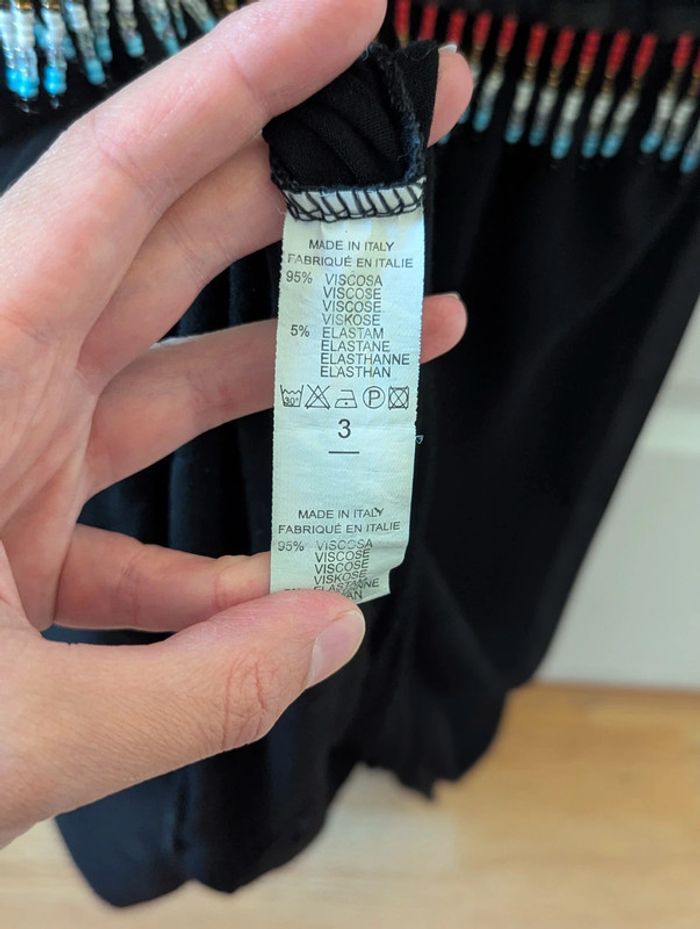 MADE IN ITALY
FABRIQUÉ EN ITALIE
95% VISCOSA
VISCOSE
VISCOSE
VISKOSE
5% ELASTAM
ELASTANE
ELASTHANNE
ELASTHAN
30° P
3
MADE IN ITALY
FABRIQUÉ EN ITALIE
95% VISCOSA
VISCOSE
VISCOSE
VISKOSE